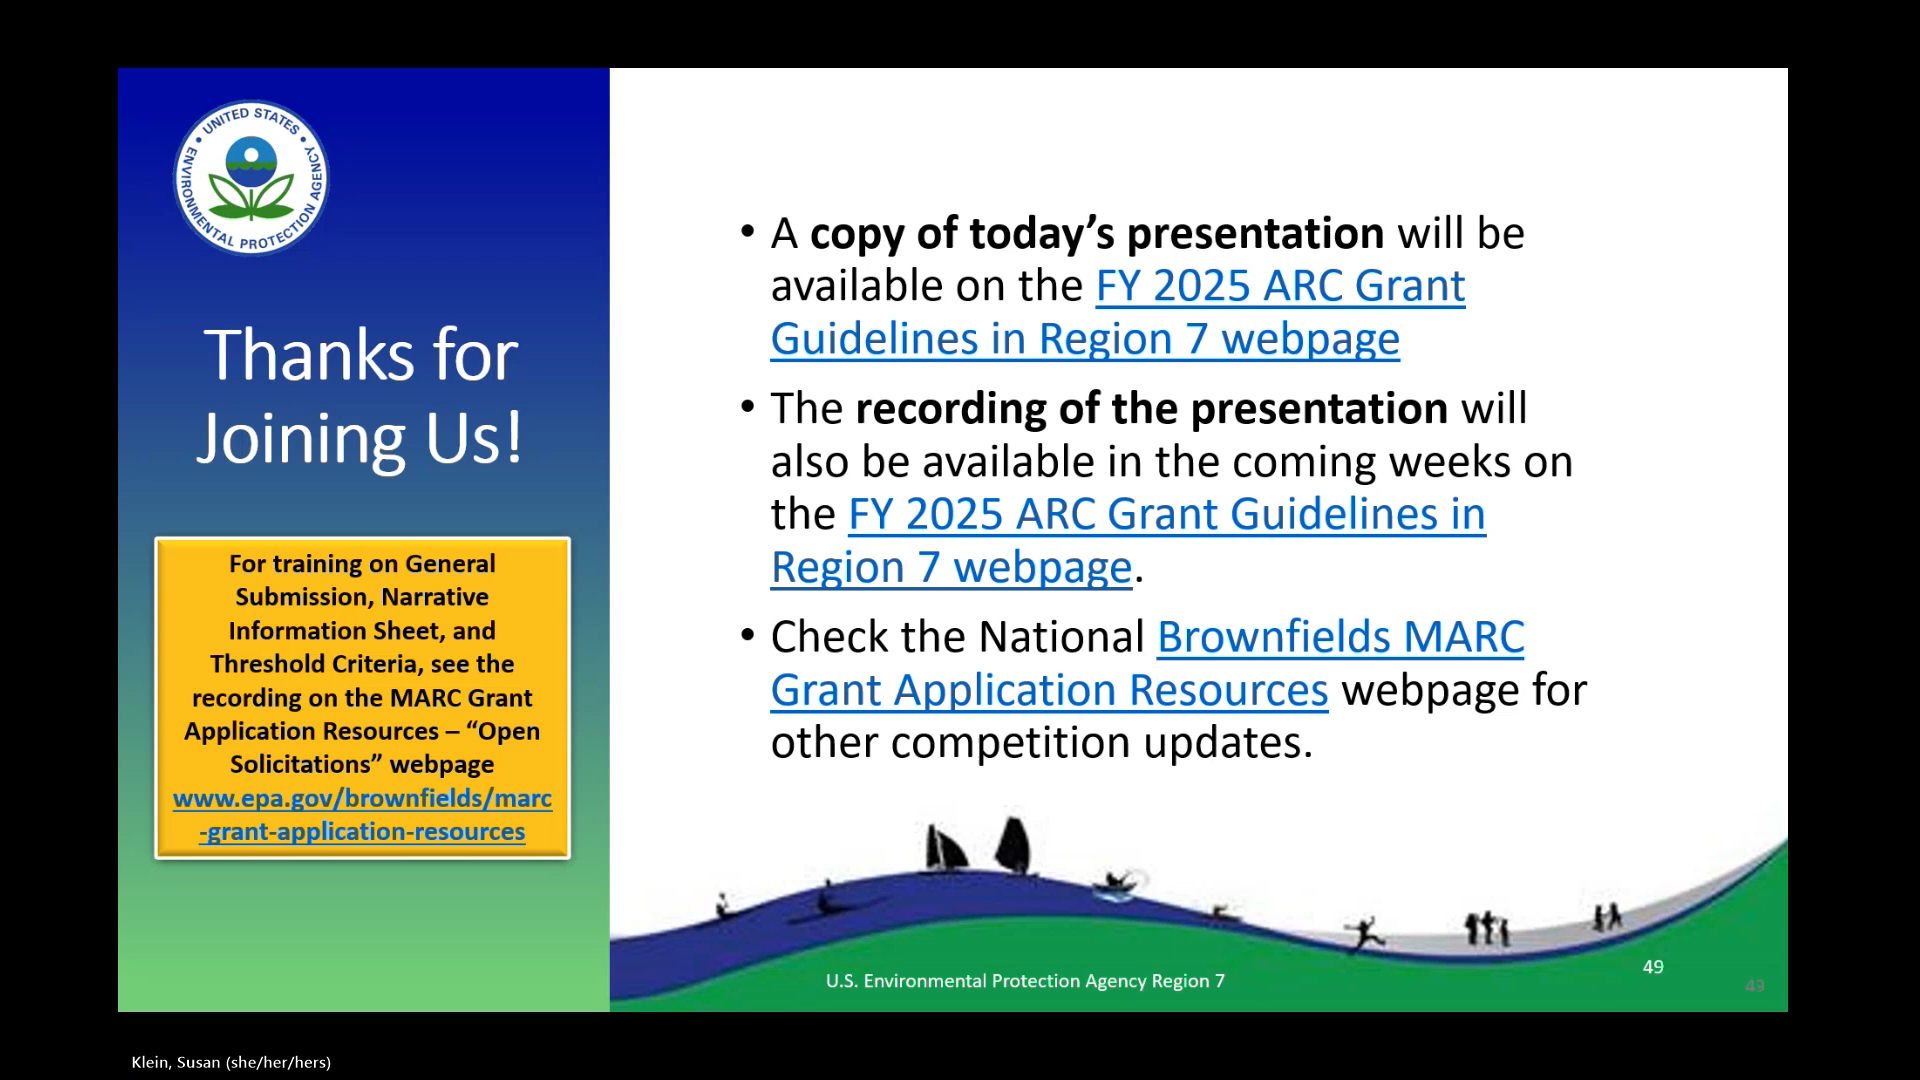 UNITED STATES
ENVIRONMENTAL PROTECTION AGENCY
Thanks for
Joining Us!
For training on General
Submission, Narrative
Information Sheet, and
Threshold Criteria, see the
recording on the MARC Grant
Application Resources – “Open
Solicitations” webpage
www.epa.gov/brownfields/marc
-grant-application-resources
• A copy of today’s presentation will be
available on the FY 2025 ARC Grant
Guidelines in Region 7 webpage
• The recording of the presentation will
also be available in the coming weeks on
the FY 2025 ARC Grant Guidelines in
Region 7 webpage.
• Check the National Brownfields MARC
Grant Application Resources webpage for
other competition updates.
U.S. Environmental Protection Agency Region 7
49
49
Klein, Susan (she/her/hers)